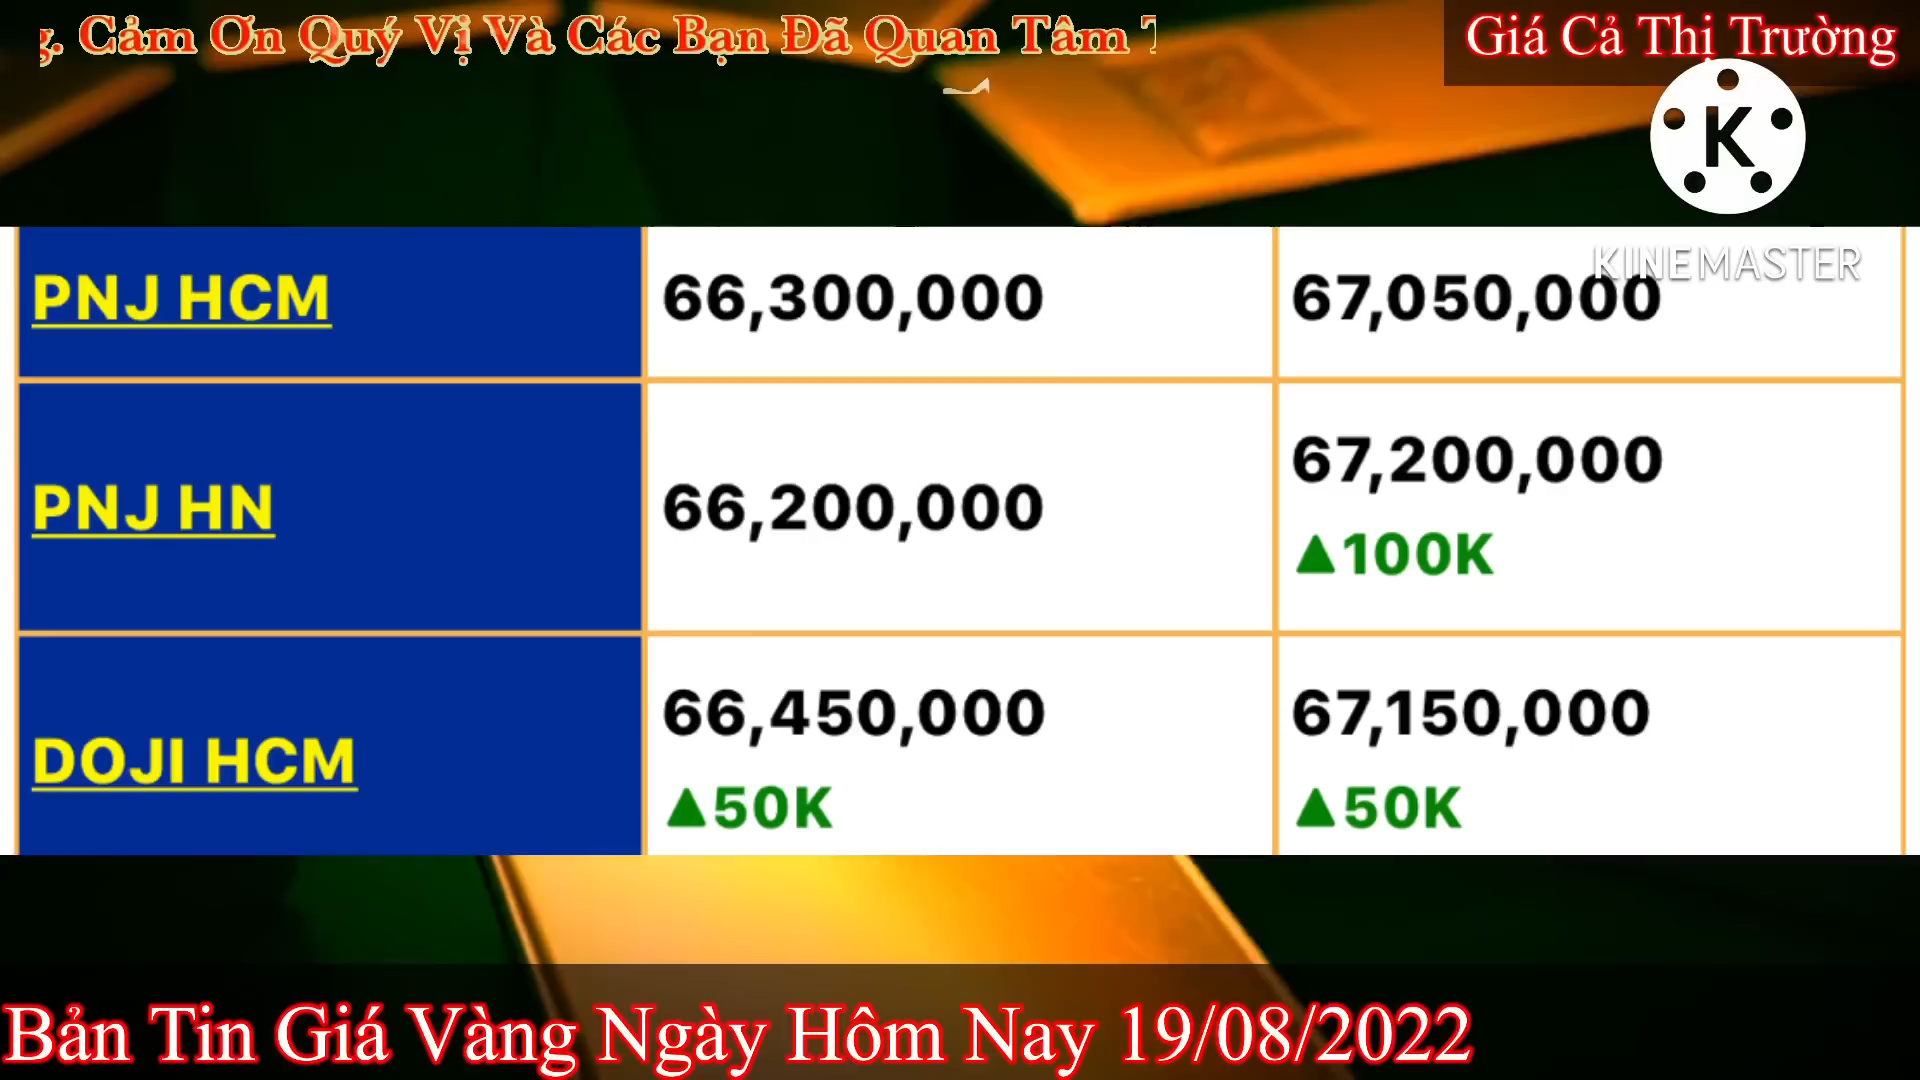 Cảm Ơn Quý Vị Và Các Bạn Đã Quan Tâm
Giá Cả Thị Trường
K
KINEMASTER
PNJ HCM 66,300,000 67,050,000
PNJ HN 66,200,000 67,200,000
▲100K
DOJI HCM 66,450,000 67,150,000
▲50K ▲50K
Bản Tin Giá Vàng Ngày Hôm Nay 19/08/2022